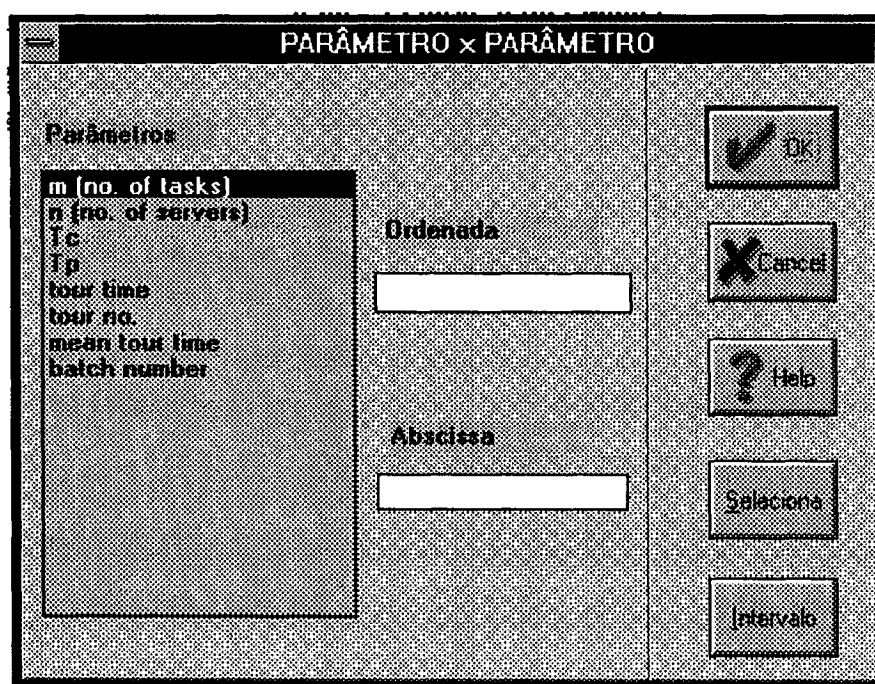 PARÂMETRO x PARÂMETRO
Parâmetros
m (no. of tasks)
n (no. of servers)
Tc
Tp
tour time
tour no.
mean tour time
batch number
Ordenada
Abscissa
OK
Cancel
Help
Selaciona
Intervalo